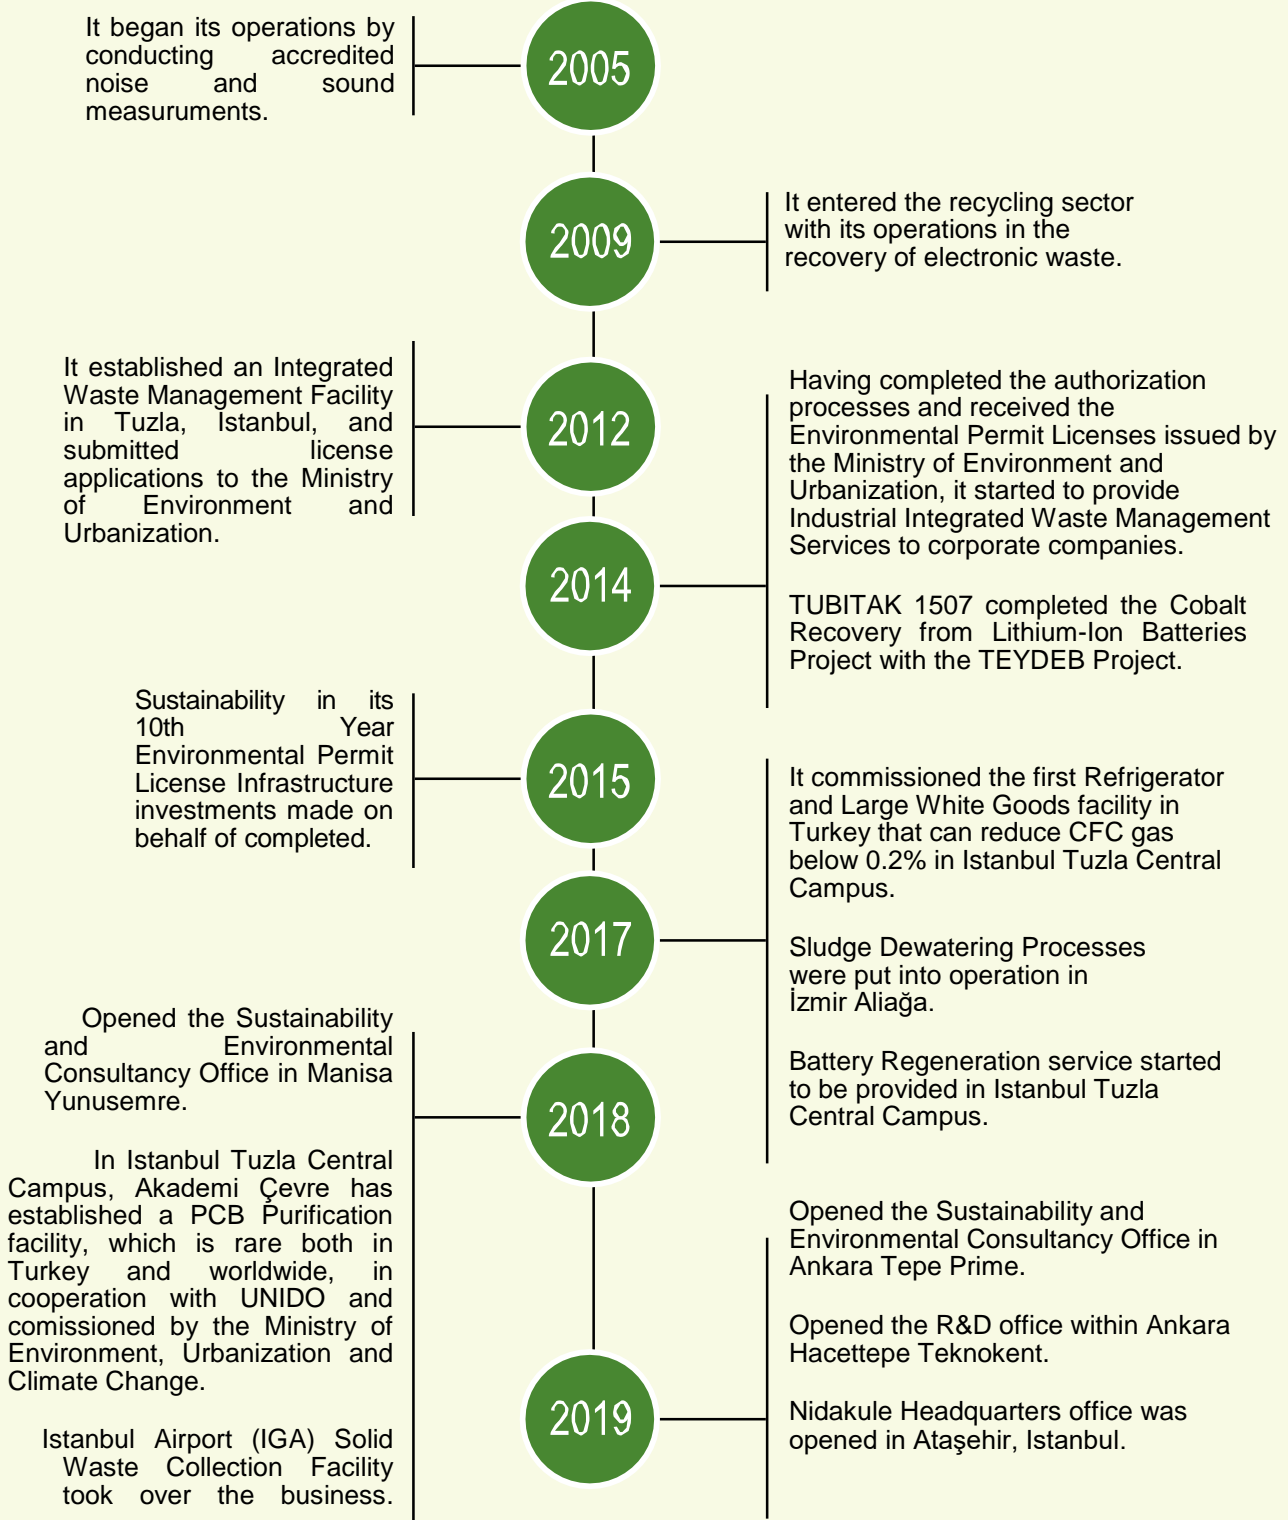 It began its operations by
conducting accredited
noise and sound
measuruments.
2005
2009
It entered the recycling sector
with its operations in the
recovery of electronic waste.
It established an Integrated
Waste Management Facility
in Tuzla, Istanbul, and
submitted license
applications to the Ministry
of Environment and
Urbanization.
2012
2014
Having completed the authorization
processes and received the
Environmental Permit Licenses issued by
the Ministry of Environment and
Urbanization, it started to provide
Industrial Integrated Waste Management
Services to corporate companies.
TUBITAK 1507 completed the Cobalt
Recovery from Lithium-Ion Batteries
Project with the TEYDEB Project.
Sustainability in its
10th Year
Environmental Permit
License Infrastructure
investments made on
behalf of completed.
2015
2017
It commissioned the first Refrigerator
and Large White Goods facility in
Turkey that can reduce CFC gas
below 0.2% in Istanbul Tuzla Central
Campus.
Sludge Dewatering Processes
were put into operation in
İzmir Aliağa.
Battery Regeneration service started
to be provided in Istanbul Tuzla
Central Campus.
Opened the Sustainability
and Environmental
Consultancy Office in Manisa
Yunusemre.
In Istanbul Tuzla Central
Campus, Akademi Çevre has
established a PCB Purification
facility, which is rare both in
Turkey and worldwide, in
cooperation with UNIDO and
comissioned by the Ministry of
Environment, Urbanization and
Climate Change.
Istanbul Airport (IGA) Solid
Waste Collection Facility
took over the business.
2018
2019
Opened the Sustainability and
Environmental Consultancy Office in
Ankara Tepe Prime.
Opened the R&D office within Ankara
Hacettepe Teknokent.
Nidakule Headquarters office was
opened in Ataşehir, Istanbul.